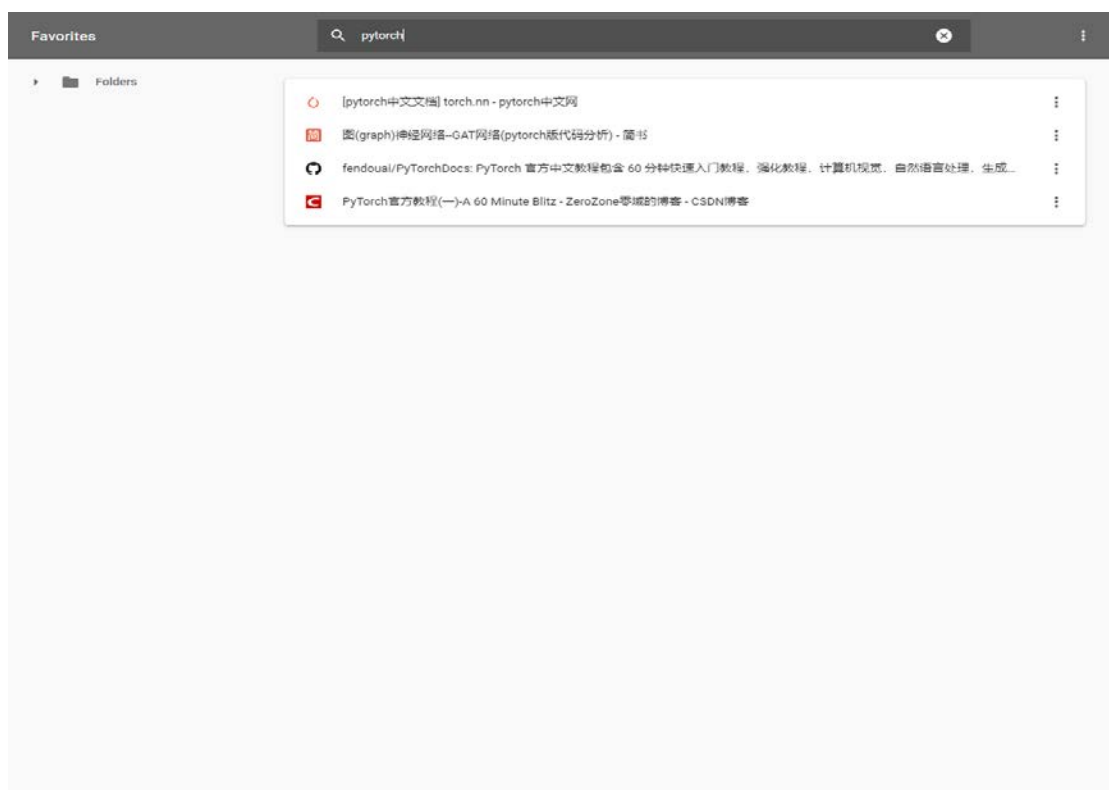 Favorites
pytorch
Folders
[pytorch中文文档] torch.nn - pytorch中文网
图(graph)神经网络--GAT网络(pytorch版代码分析) - 简书
fendouai/PyTorchDocs: PyTorch 官方中文教程包含 60 分钟快速入门教程，强化教程，计算机视觉，自然语言处理，生成...
PyTorch官方教程(一)-A 60 Minute Blitz - ZeroZone零域的博客 - CSDN博客